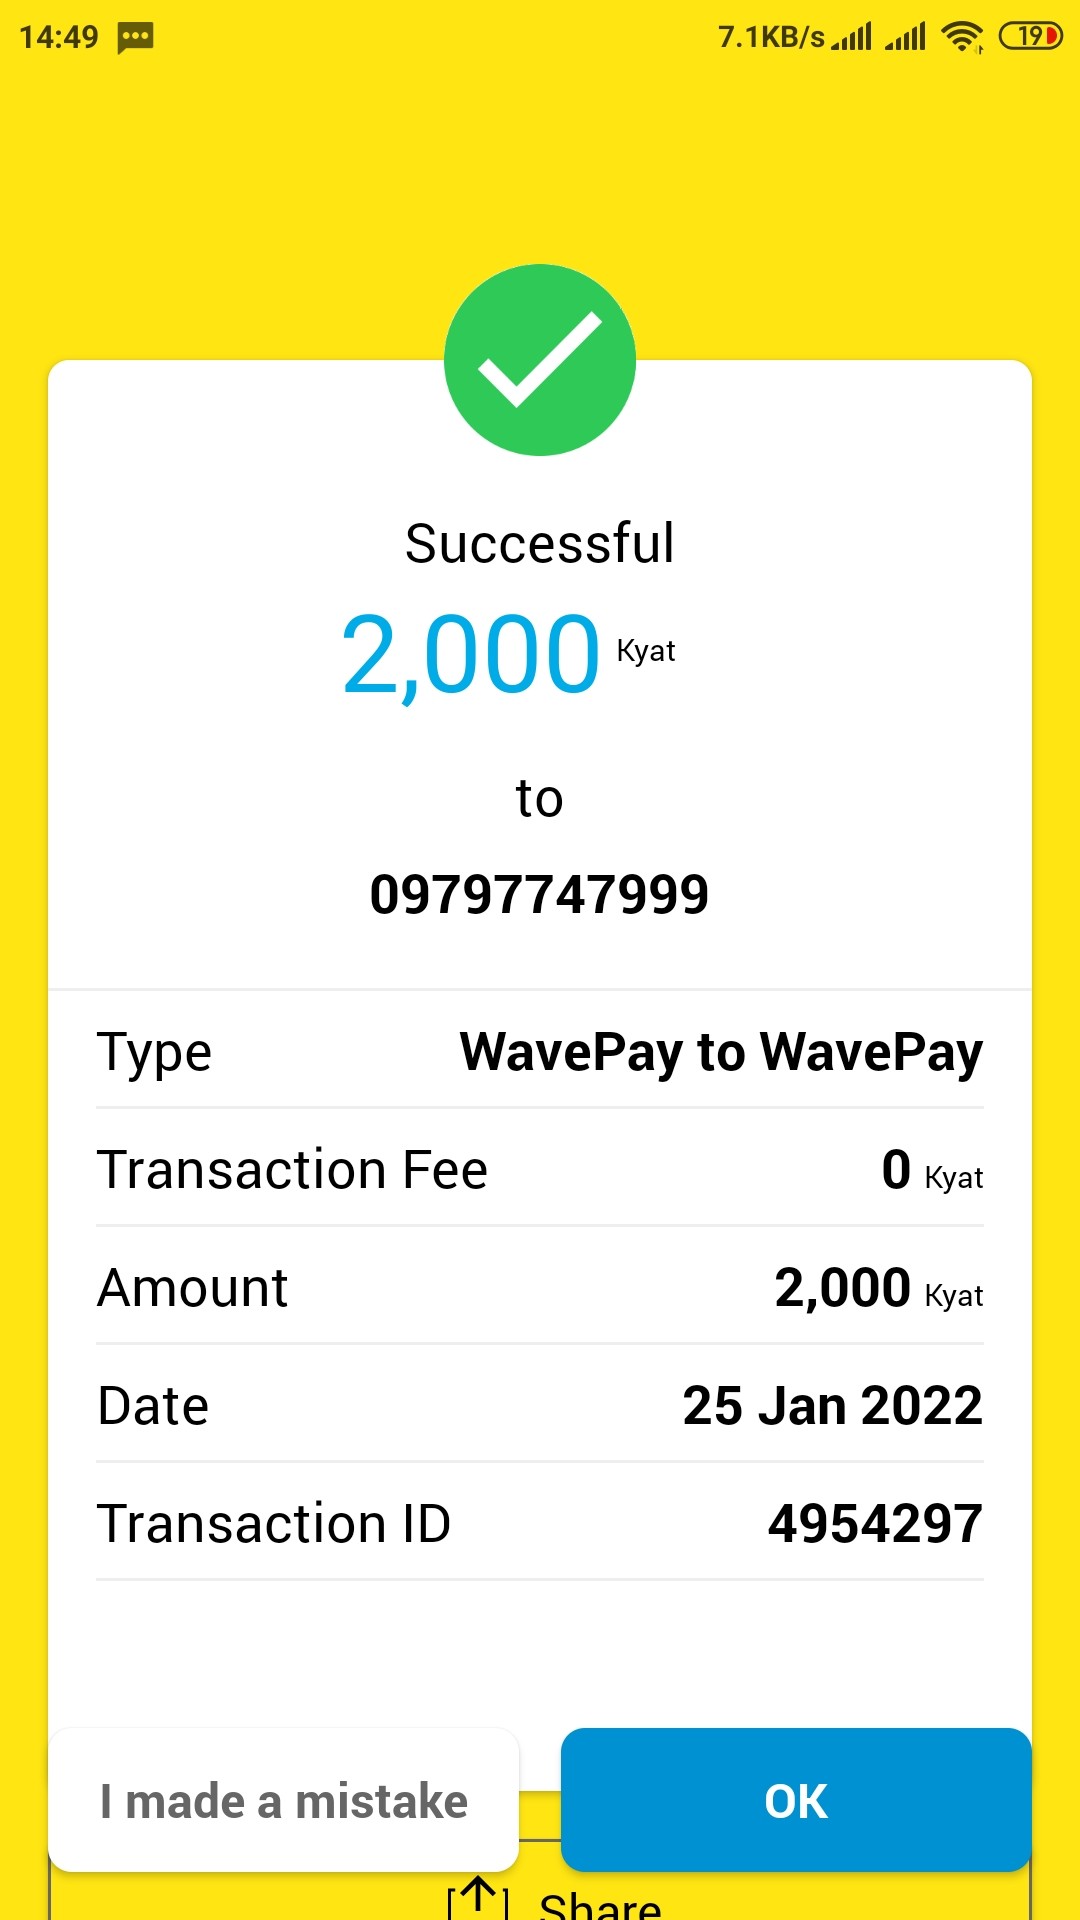 14:49 7.1KB/s 19
Successful
2,000 Kyat
to
09797747999
Type WavePay to WavePay
Transaction Fee 0 Kyat
Amount 2,000 Kyat
Date 25 Jan 2022
Transaction ID 4954297
I made a mistake OK
Share